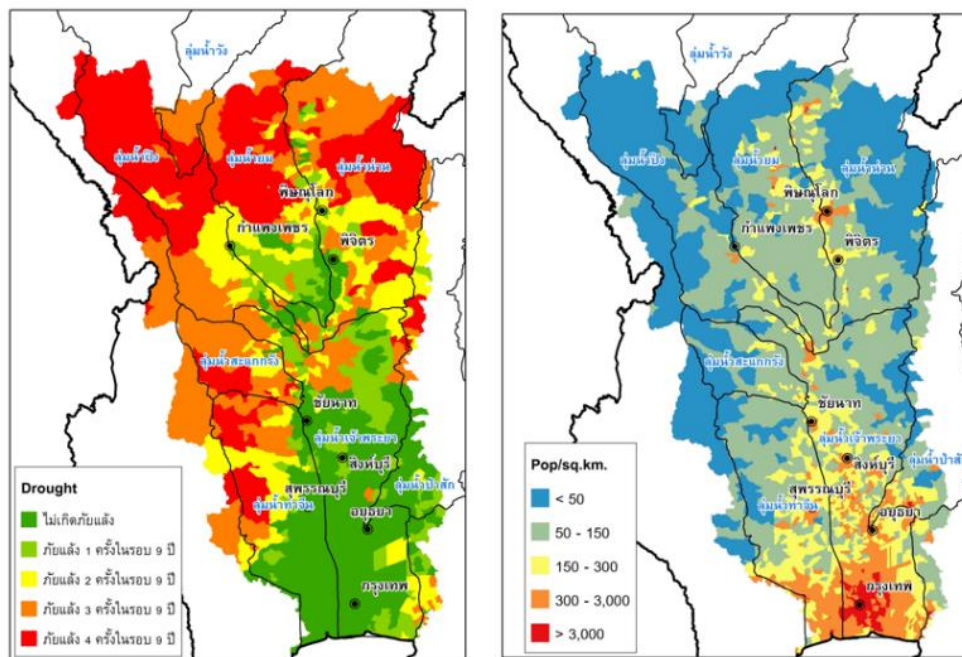 ลุ่มน้ำวัง
ลุ่มน้ำปิง
ลุ่มน้ำยม
ลุ่มน้ำน่าน
พิษณุโลก
กำแพงเพชร
พิจิตร
ลุ่มน้ำสะแกกรัง
ชัยนาท
ลุ่มน้ำเจ้าพระยา
สิงห์บุรี
สุพรรณบุรี
ลุ่มน้ำป่าสัก
ลุ่มน้ำท่าจีน
อยุธยา
กรุงเทพ
Drought
ไม่เกิดภัยแล้ง
ภัยแล้ง 1 ครั้งในรอบ 9 ปี
ภัยแล้ง 2 ครั้งในรอบ 9 ปี
ภัยแล้ง 3 ครั้งในรอบ 9 ปี
ภัยแล้ง 4 ครั้งในรอบ 9 ปี
ลุ่มน้ำวัง
ลุ่มน้ำปิง
ลุ่มน้ำยม
ลุ่มน้ำน่าน
พิษณุโลก
กำแพงเพชร
พิจิตร
ลุ่มน้ำสะแกกรัง
ชัยนาท
ลุ่มน้ำเจ้าพระยา
สิงห์บุรี
สุพรรณบุรี
ลุ่มน้ำป่าสัก
ลุ่มน้ำท่าจีน
อยุธยา
กรุงเทพ
Pop/sq.km.
< 50
50 - 150
150 - 300
300 - 3,000
> 3,000